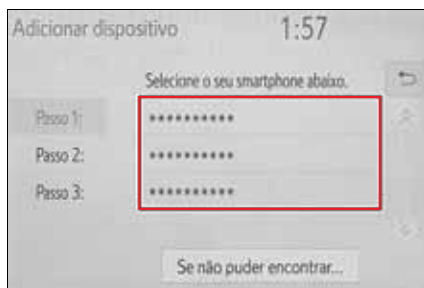 Adicionar dispositivo 1:57
Selecione o seu smartphone abaixo.
Passo 1: **********
Passo 2: **********
Passo 3: **********
Se não puder encontrar...